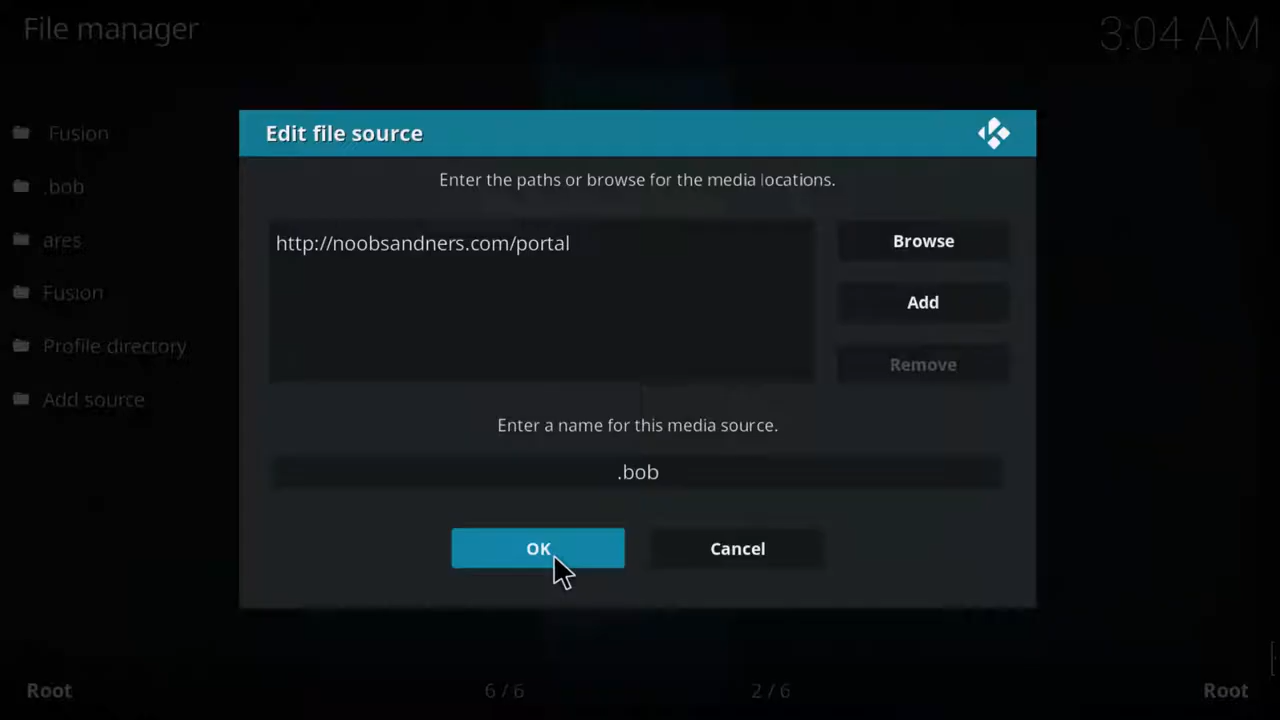 File manager
3:04 AM
Fusion
.bob
ares
Fusion
Profile directory
Add source
Edit file source
Enter the paths or browse for the media locations.
http://noobsandners.com/portal
Browse
Add
Remove
Enter a name for this media source.
.bob
OK
Cancel
Root
6 / 6
2 / 6
Root